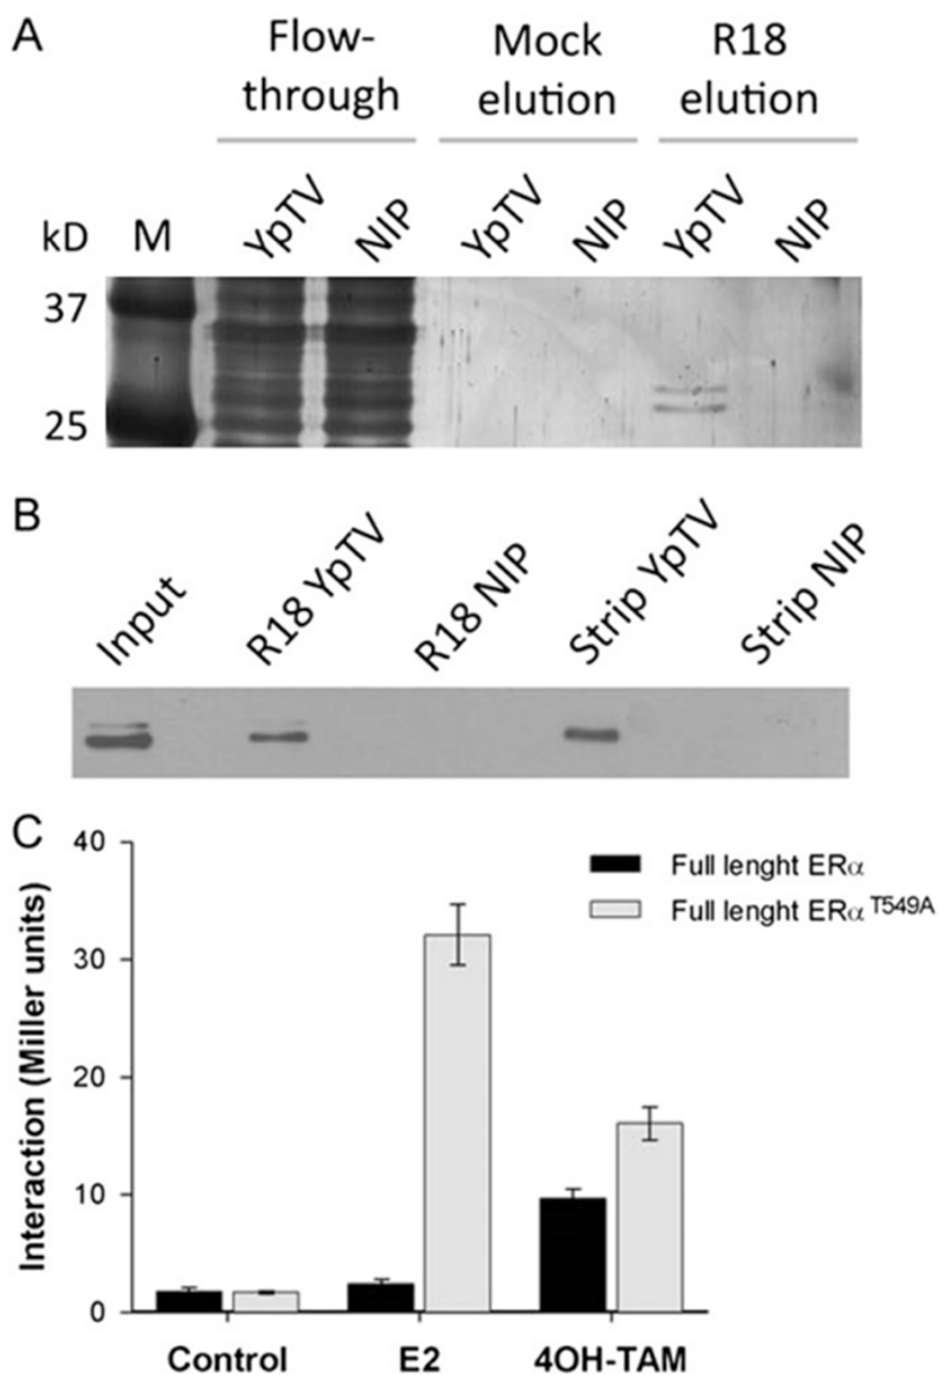 A
Flow-
through
Mock
elution
R18
elution
kD
M
YpTV
NIP
YpTV
NIP
YpTV
NIP
37
25
B
Input
R18 YpTV
R18 NIP
Strip YpTV
Strip NIP
C
Interaction (Miller units)
40
30
20
10
0
Full lenght ERα
Full lenght ERα T549A
Control
E2
4OH-TAM